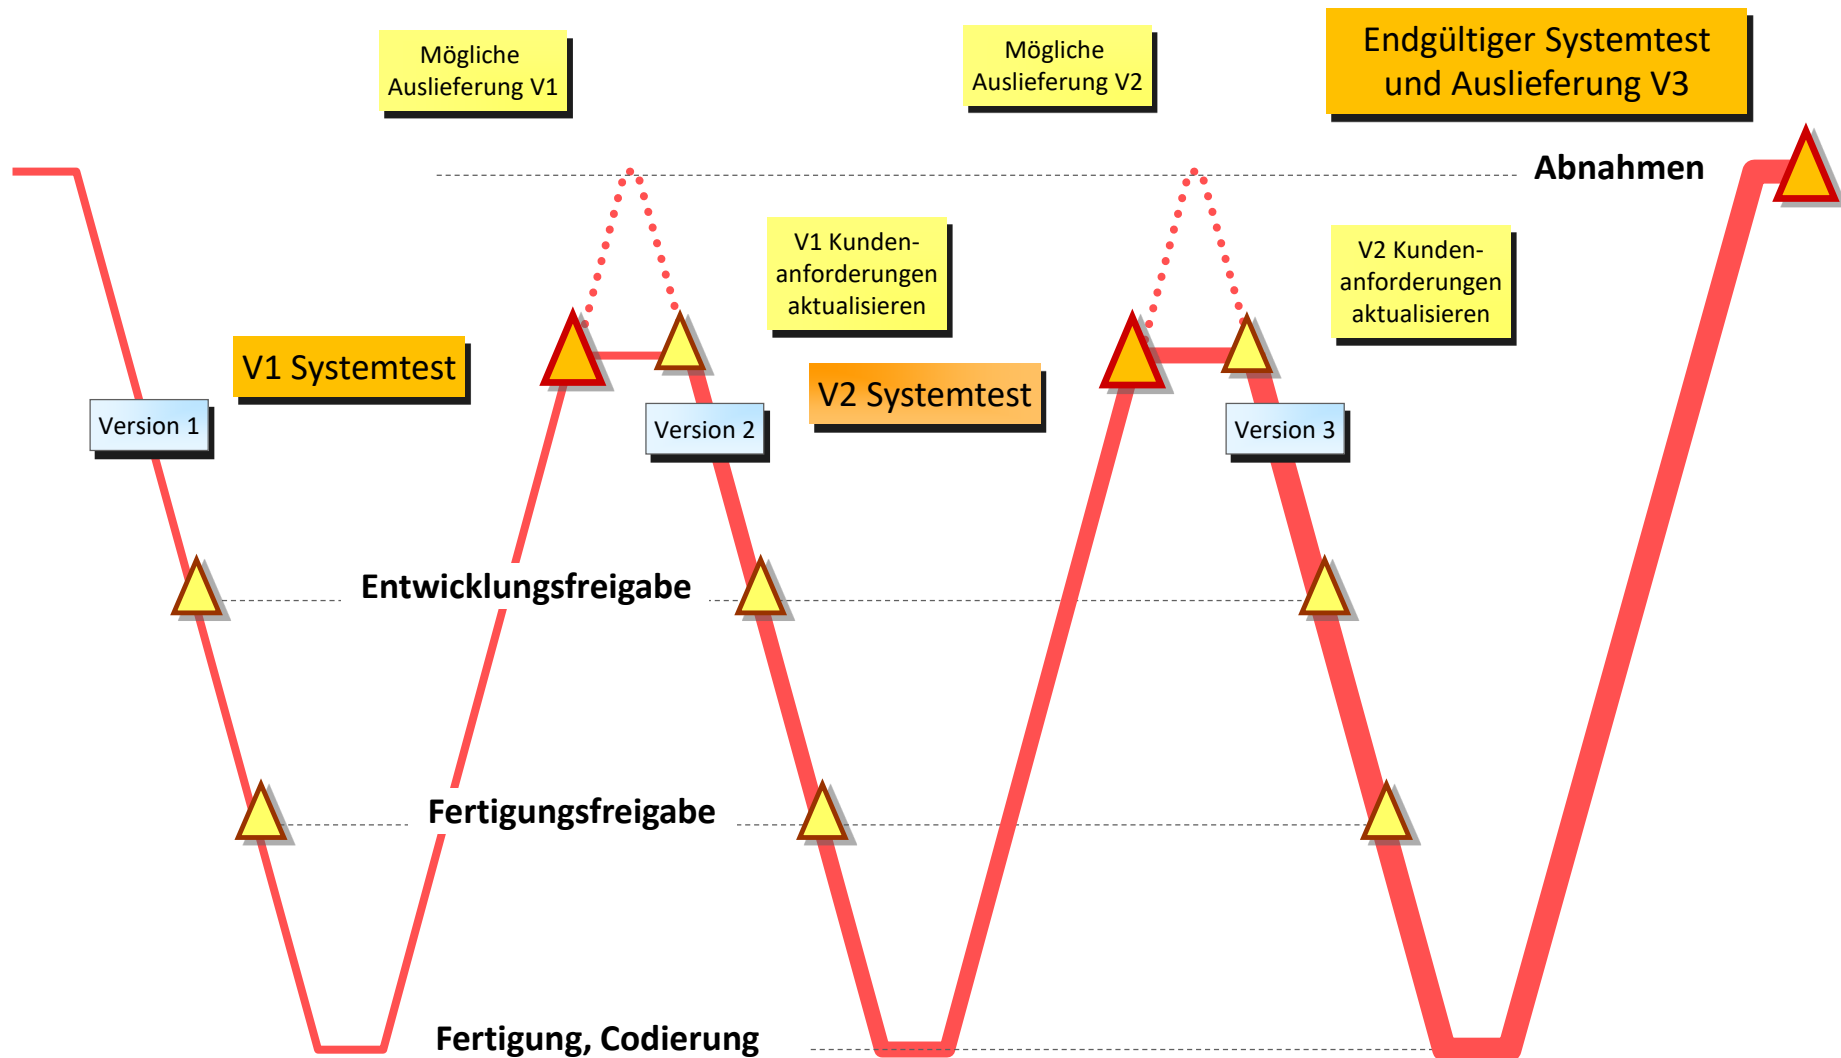 Mögliche
Auslieferung V1
Mögliche
Auslieferung V2
Endgültiger Systemtest
und Auslieferung V3
Abnahmen
V1 Kunden-
anforderungen
aktualisieren
V2 Kunden-
anforderungen
aktualisieren
V1 Systemtest
V2 Systemtest
Version 1
Version 2
Version 3
Entwicklungsfreigabe
Fertigungsfreigabe
Fertigung, Codierung